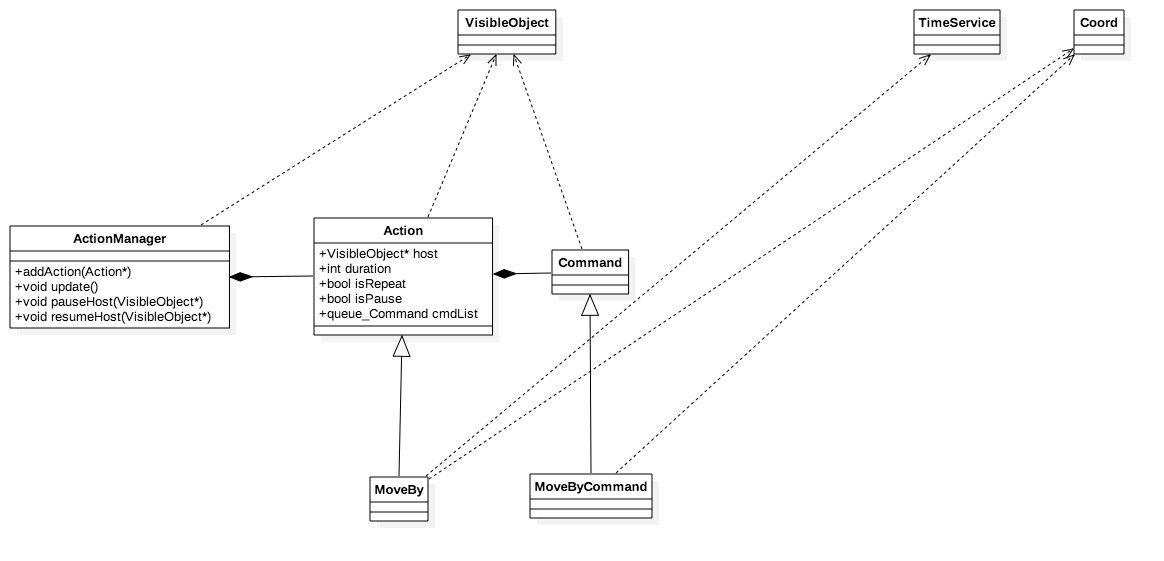 VisibleObject
TimeService
Coord
ActionManager
+addAction(Action*)
+void update()
+void pauseHost(VisibleObject*)
+void resumeHost(VisibleObject*)
Action
+VisibleObject* host
+int duration
+bool isRepeat
+bool isPause
+queue_Command cmdList
Command
MoveBy
MoveByCommand